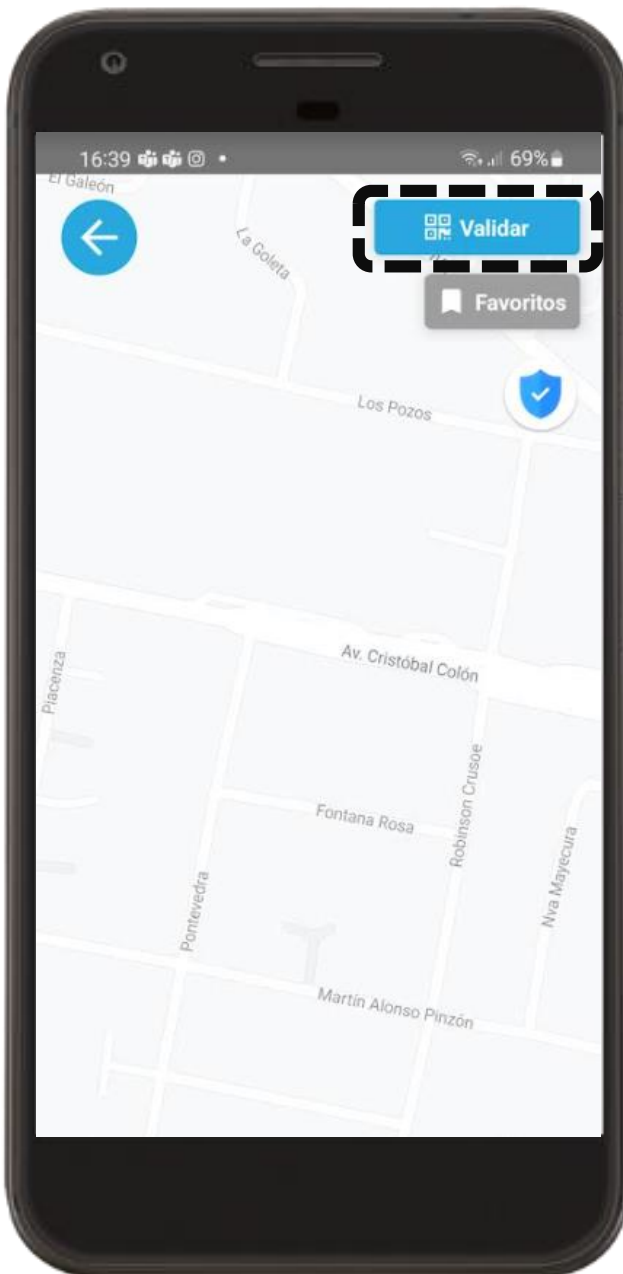 16:39
69%
El Galeón
La Goleta
Validar
Favoritos
Los Pozos
Av. Cristóbal Colón
Piacenza
Robinson Crusoe
Fontana Rosa
Nva Mayecura
Pontevedra
Martín Alonso Pinzón